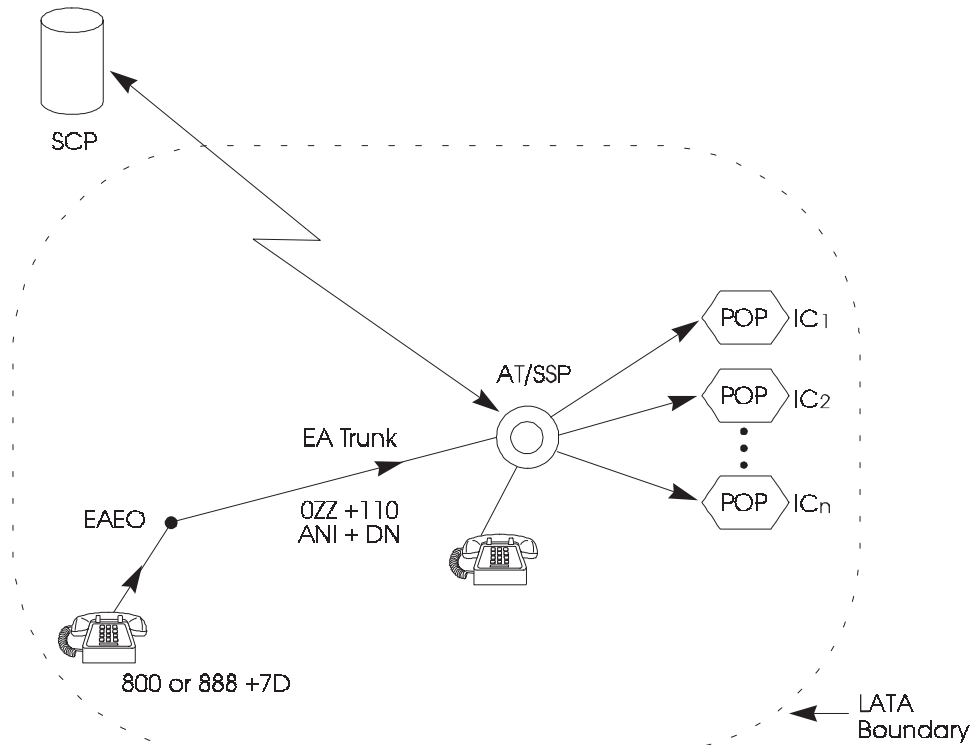 SCP
POP IC1
AT/SSP
POP IC2
EA Trunk
POP ICn
EAEO
0ZZ +110
ANI + DN
800 or 888 +7D
LATA
Boundary